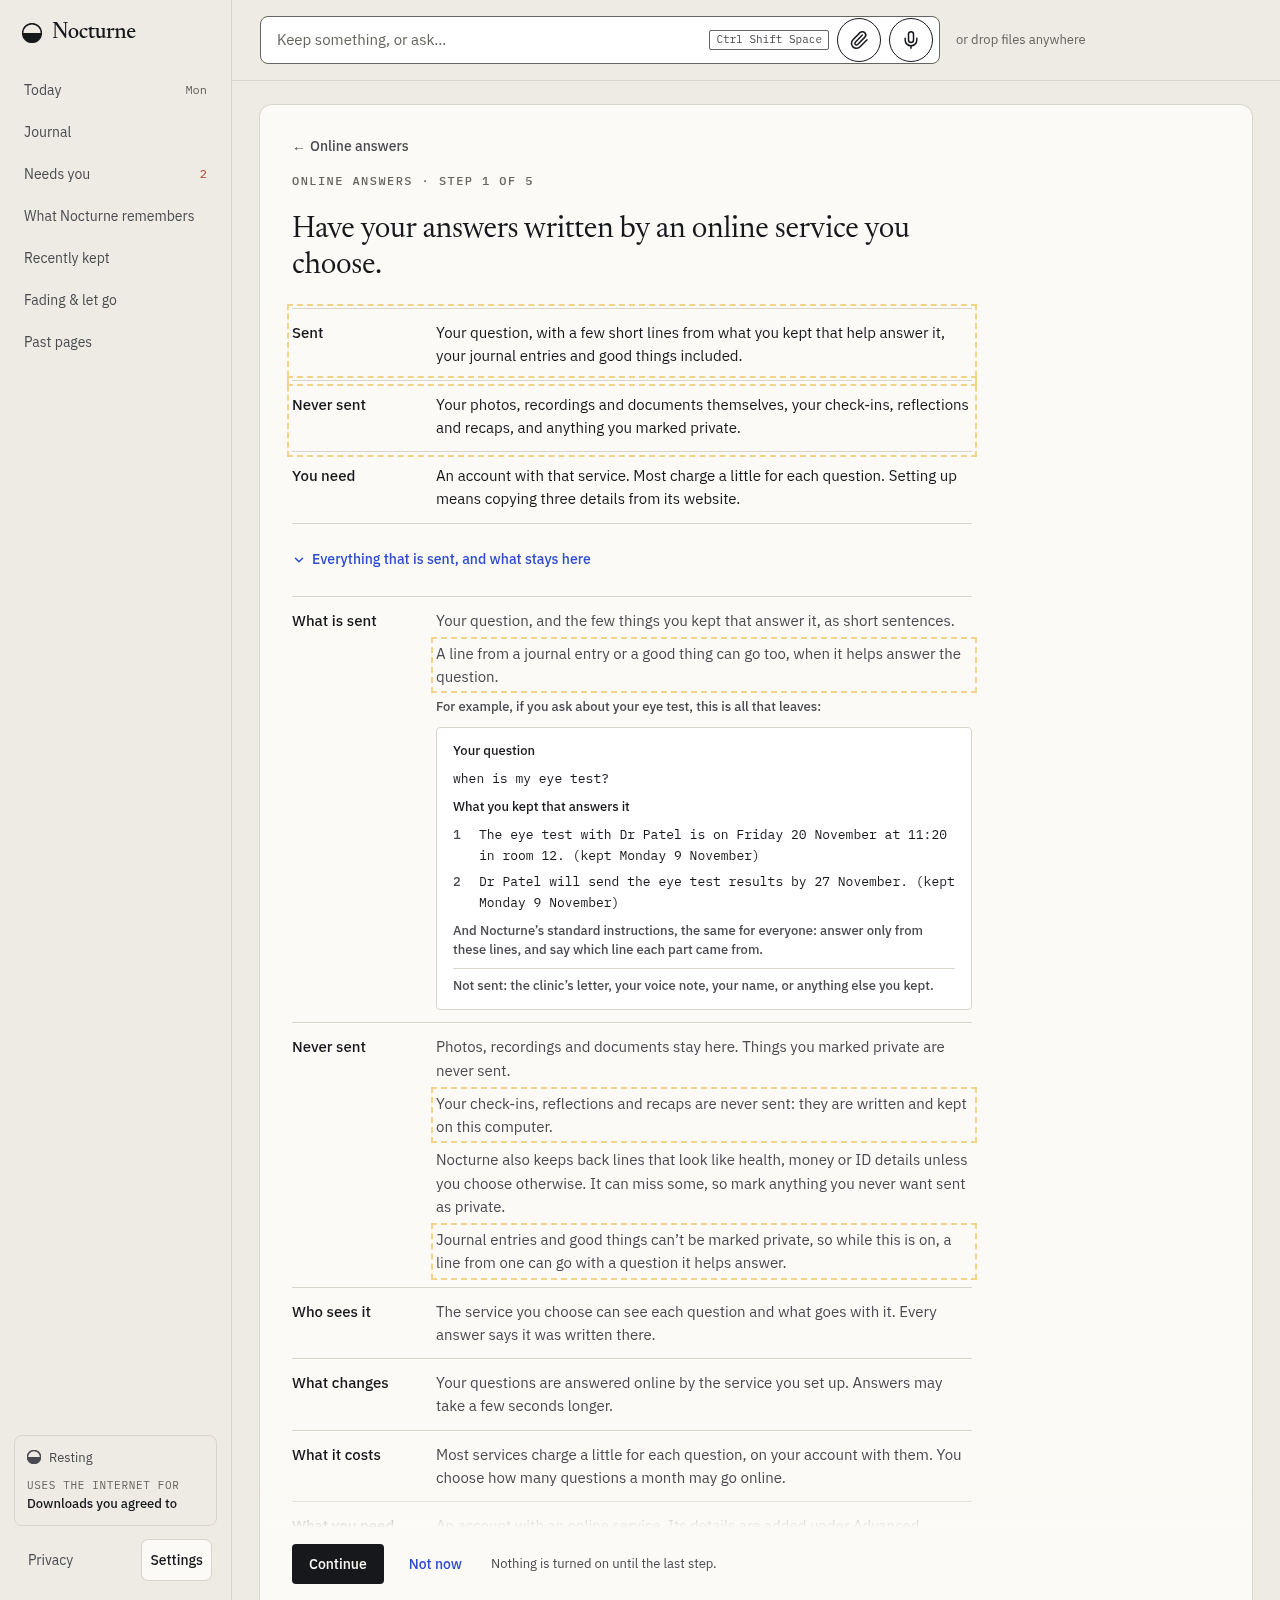 Nocturne
Keep something, or ask...
Ctrl Shift Space
or drop files anywhere
Today
Mon
Journal
Needs you
2
What Nocturne remembers
Recently kept
Fading & let go
Past pages
← Online answers
ONLINE ANSWERS · STEP 1 OF 5
Have your answers written by an online service you
choose.
Sent
Your question, with a few short lines from what you kept that help answer it,
your journal entries and good things included.
Never sent
Your photos, recordings and documents themselves, your check-ins, reflections
and recaps, and anything you marked private.
You need
An account with that service. Most charge a little for each question. Setting up
means copying three details from its website.
Everything that is sent, and what stays here
What is sent
Your question, and the few things you kept that answer it, as short sentences.
A line from a journal entry or a good thing can go too, when it helps answer the
question.
For example, if you ask about your eye test, this is all that leaves:
Your question
when is my eye test?
What you kept that answers it
1 The eye test with Dr Patel is on Friday 20 November at 11:20
in room 12. (kept Monday 9 November)
2 Dr Patel will send the eye test results by 27 November. (kept
Monday 9 November)
And Nocturne’s standard instructions, the same for everyone: answer only from
these lines, and say which line each part came from.
Not sent: the clinic’s letter, your voice note, your name, or anything else you kept.
Never sent
Photos, recordings and documents stay here. Things you marked private are
never sent.
Your check-ins, reflections and recaps are never sent: they are written and kept
on this computer.
Nocturne also keeps back lines that look like health, money or ID details unless
you choose otherwise. It can miss some, so mark anything you never want sent
as private.
Journal entries and good things can’t be marked private, so while this is on, a
line from one can go with a question it helps answer.
Who sees it
The service you choose can see each question and what goes with it. Every
answer says it was written there.
What changes
Your questions are answered online by the service you set up. Answers may
take a few seconds longer.
What it costs
Most services charge a little for each question, on your account with them. You
choose how many questions a month may go online.
What you need
An account with an online service. Its details are added under Advanced
Resting
USES THE INTERNET FOR
Downloads you agreed to
Privacy
Settings
Continue
Not now
Nothing is turned on until the last step.